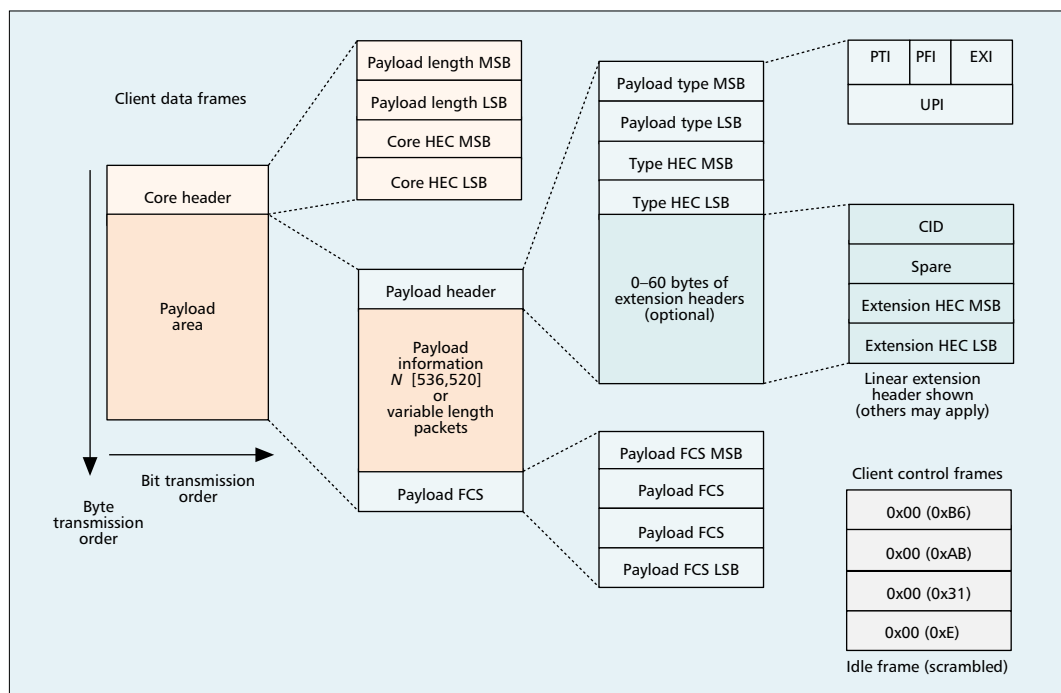 Client data frames
Core header
Payload
area
Byte
transmission
order
Bit transmission
order
Payload length MSB
Payload length LSB
Core HEC MSB
Core HEC LSB
Payload header
Payload
information
N [536,520]
or
variable length
packets
Payload FCS
Payload type MSB
Payload type LSB
Type HEC MSB
Type HEC LSB
0–60 bytes of
extension headers
(optional)
Payload FCS MSB
Payload FCS
Payload FCS
Payload FCS LSB
PTI PFI EXI
UPI
CID
Spare
Extension HEC MSB
Extension HEC LSB
Linear extension
header shown
(others may apply)
Client control frames
0x00 (0xB6)
0x00 (0xAB)
0x00 (0x31)
0x00 (0xE)
Idle frame (scrambled)